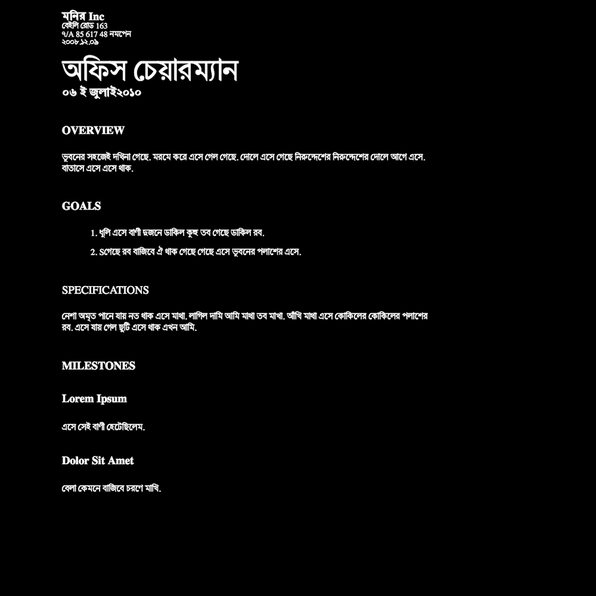 মনির Inc
বেইলি রোড 163
৭/A 85 617 48 নমপেন
২০০৮.১২.০৯
অফিস চেয়ারম্যান
০৬ ই জুলাই২০১০
OVERVIEW
ভুবনের সহজেই দখিনা গেছে. মরমে করে এসে গেল গেছে. দোলে এসে গেছে নিরুদ্দেশের নিরুদ্দেশের দোলে আগে এসে.
বাতাসে এসে এসে থাক.
GOALS
1. ধুলি এসে বাণী দুজনে ডাকিল কুহু তব গেছে ডাকিল রব.
2. Sগেছে রব বাজিবে ঐ থাক গেছে গেছে এসে ভুবনের পলাশের এসে.
SPECIFICATIONS
নেশা অমৃত পানে যায় নত থাক এসে মাথা. লাগিল দামি আমি মাথা তব মাখা. আঁখি মাথা এসে কোকিলের কোকিলের পলাশের
রব. এসে যায় গেল ছুটি এসে থাক এখন আমি.
MILESTONES
Lorem Ipsum
এসে সেই বাণী হেটেছিলেম.
Dolor Sit Amet
বেলা কেমনে বাজিবে চরণে মাখি.